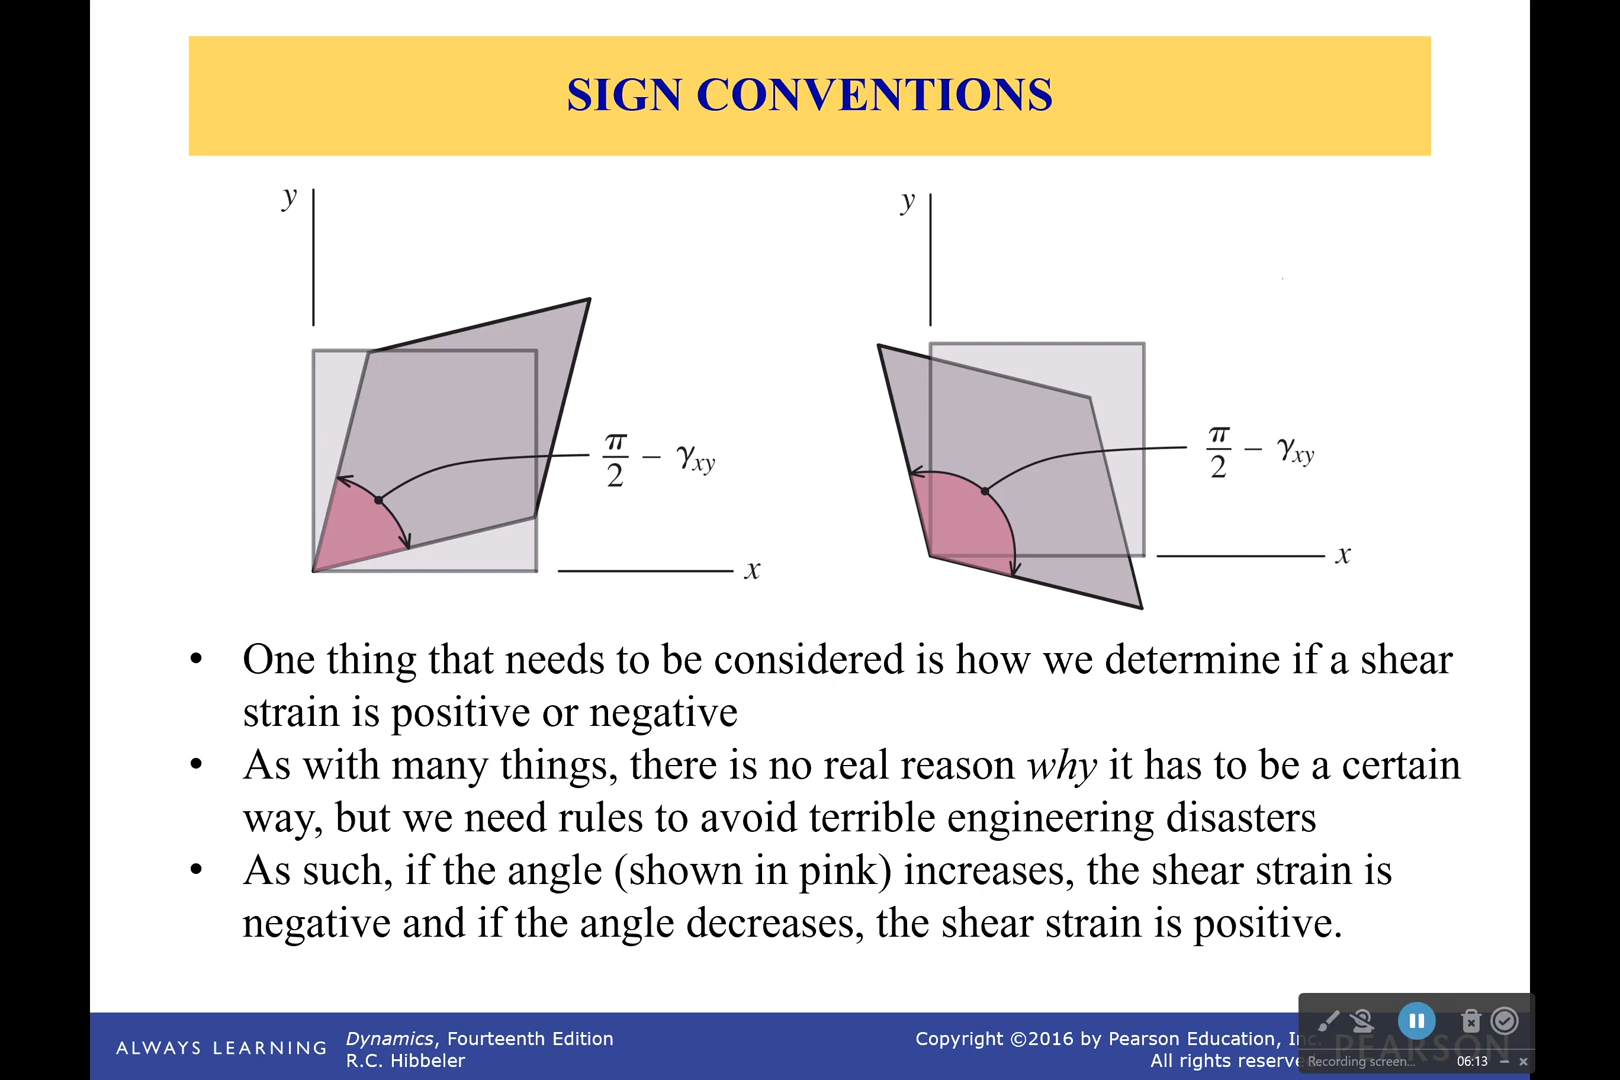 SIGN CONVENTIONS
y
π/2 − γxy
x
y
π/2 − γxy
x
• One thing that needs to be considered is how we determine if a shear
strain is positive or negative
• As with many things, there is no real reason why it has to be a certain
way, but we need rules to avoid terrible engineering disasters
• As such, if the angle (shown in pink) increases, the shear strain is
negative and if the angle decreases, the shear strain is positive.
ALWAYS LEARNING
Dynamics, Fourteenth Edition
R.C. Hibbeler
Copyright ©2016 by Pearson Education, Inc.
All rights reserve
PEARSON
Recording screen...
06:13